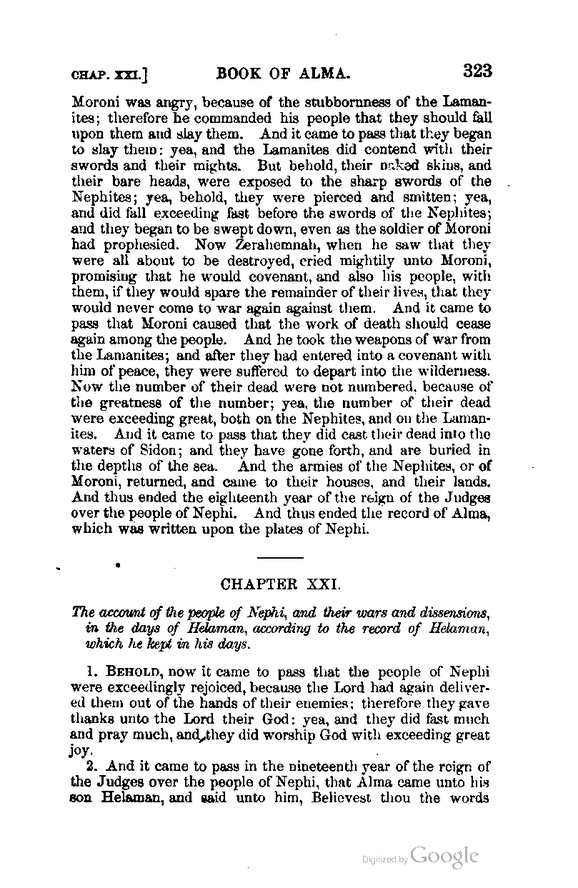 CHAP. XXI.] BOOK OF ALMA. 323
Moroni was angry, because of the stubbornness of the Laman-
ites; therefore he commanded his people that they should fall
upon them and slay them. And it came to pass that they began
to slay them: yea, and the Lamanites did contend with their
swords and their mights. But behold, their naked skins, and
their bare heads, were exposed to the sharp swords of the
Nephites; yea, behold, they were pierced and smitten; yea,
and did fall exceeding fast before the swords of the Nephites;
and they began to be swept down, even as the soldier of Moroni
had prophesied. Now Zerahemnah, when he saw that they
were all about to be destroyed, cried mightily unto Moroni,
promising that he would covenant, and also his people, with
them, if they would spare the remainder of their lives, that they
would never come to war again against them. And it came to
pass that Moroni caused that the work of death should cease
again among the people. And he took the weapons of war from
the Lamanites; and after they had entered into a covenant with
him of peace, they were suffered to depart into the wilderness.
Now the number of their dead were not numbered, because of
the greatness of the number; yea, the number of their dead
were exceeding great, both on the Nephites, and on the Laman-
ites. And it came to pass that they did cast their dead into the
waters of Sidon; and they have gone forth, and are buried in
the depths of the sea. And the armies of the Nephites, or of
Moroni, returned, and came to their houses, and their lands.
And thus ended the eighteenth year of the reign of the Judges
over the people of Nephi. And thus ended the record of Alma,
which was written upon the plates of Nephi.
CHAPTER XXI.
The account of the people of Nephi, and their wars and dissensions,
in the days of Helaman, according to the record of Helaman,
which he kept in his days.
1. BEHOLD, now it came to pass that the people of Nephi
were exceedingly rejoiced, because the Lord had again deliver-
ed them out of the hands of their enemies; therefore they gave
thanks unto the Lord their God: yea, and they did fast much
and pray much, and they did worship God with exceeding great
joy.
2. And it came to pass in the nineteenth year of the reign of
the Judges over the people of Nephi, that Alma came unto his
son Helaman, and said unto him, Believest thou the words
Digitized by Google